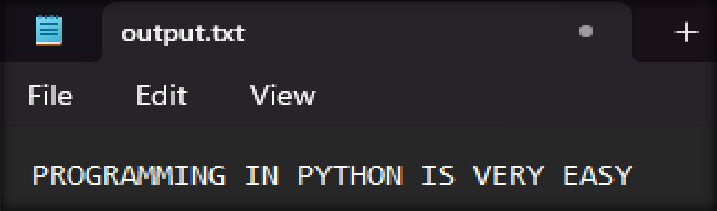 output.txt
File Edit View
PROGRAMMING IN PYTHON IS VERY EASY